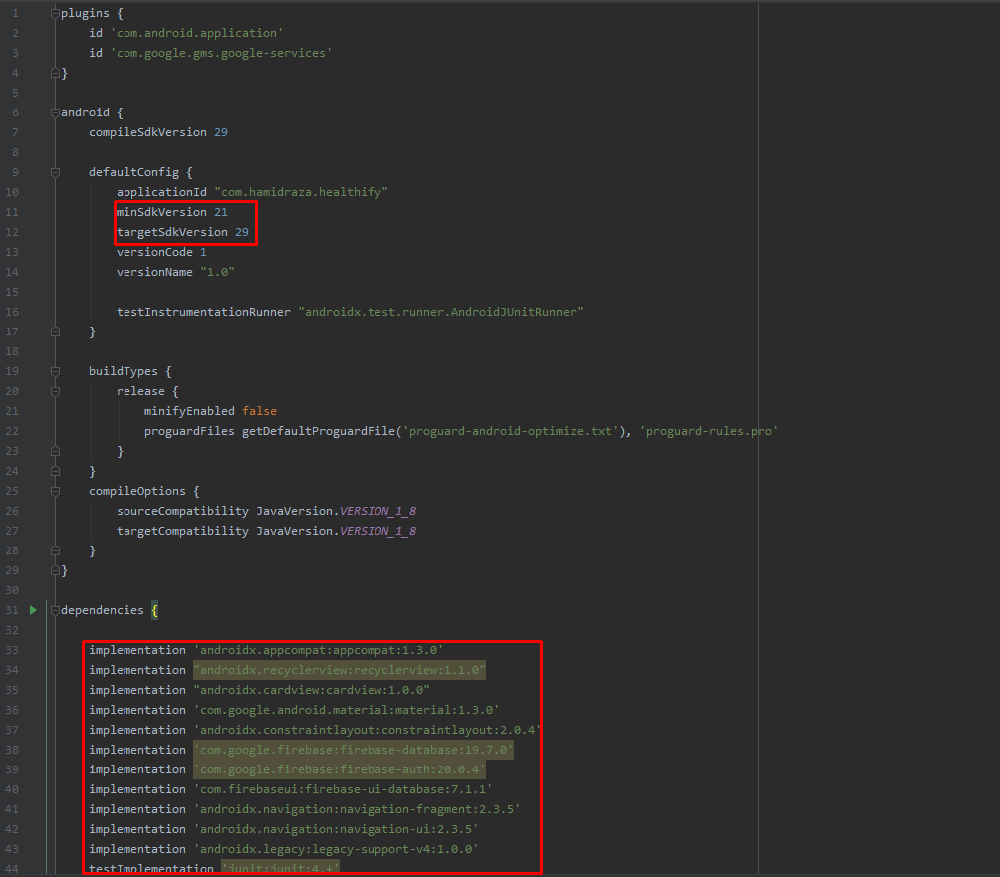 1 plugins {
2 id 'com.android.application'
3 id 'com.google.gms.google-services'
4 }
5
6 android {
7 compileSdkVersion 29
8
9 defaultConfig {
10 applicationId "com.hamidraza.healthify"
11 minSdkVersion 21
12 targetSdkVersion 29
13 versionCode 1
14 versionName "1.0"
15
16 testInstrumentationRunner "androidx.test.runner.AndroidJUnitRunner"
17 }
18
19 buildTypes {
20 release {
21 minifyEnabled false
22 proguardFiles getDefaultProguardFile('proguard-android-optimize.txt'), 'proguard-rules.pro'
23 }
24 }
25 compileOptions {
26 sourceCompatibility JavaVersion.VERSION_1_8
27 targetCompatibility JavaVersion.VERSION_1_8
28 }
29 }
30
31 dependencies {
32
33 implementation 'androidx.appcompat:appcompat:1.3.0'
34 implementation "androidx.recyclerview:recyclerview:1.1.0"
35 implementation "androidx.cardview:cardview:1.0.0"
36 implementation 'com.google.android.material:material:1.3.0'
37 implementation 'androidx.constraintlayout:constraintlayout:2.0.4'
38 implementation 'com.google.firebase:firebase-database:19.7.0'
39 implementation 'com.google.firebase:firebase-auth:20.0.4'
40 implementation 'com.firebaseui:firebase-ui-database:7.1.1'
41 implementation 'androidx.navigation:navigation-fragment:2.3.5'
42 implementation 'androidx.navigation:navigation-ui:2.3.5'
43 implementation 'androidx.legacy:legacy-support-v4:1.0.0'
44 testImplementation 'junit:junit:4.+'